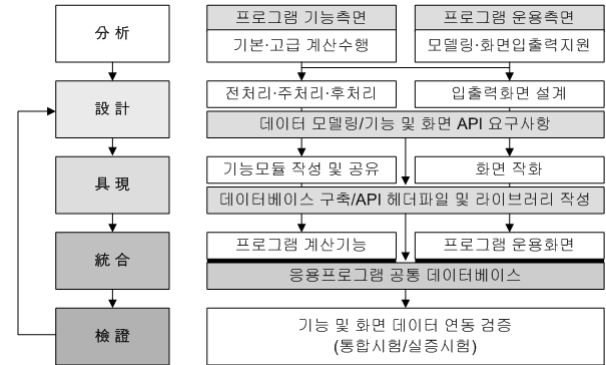 分 析
프로그램 기능측면
프로그램 운용측면
기본·고급 계산수행
모델링·화면입출력지원
設 計
전처리·주처리·후처리
입출력화면 설계
데이터 모델링/기능 및 화면 API 요구사항
具 現
기능모듈 작성 및 공유
화면 작화
데이터베이스 구축/API 헤더파일 및 라이브러리 작성
統 合
프로그램 계산기능
프로그램 운용화면
응용프로그램 공통 데이터베이스
檢 證
기능 및 화면 데이터 연동 검증
(통합시험/실증시험)